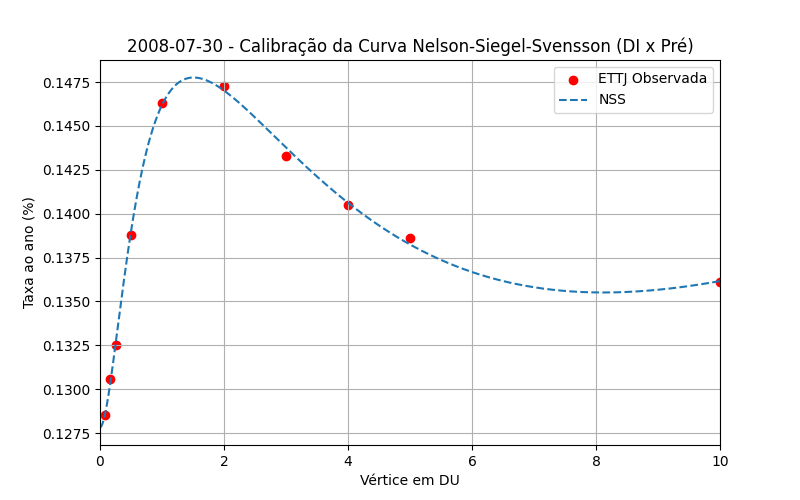 2008-07-30 - Calibração da Curva Nelson-Siegel-Svensson (DI x Pré)
ETTJ Observada
NSS
Taxa ao ano (%)
0.1475
0.1450
0.1425
0.1400
0.1375
0.1350
0.1325
0.1300
0.1275
0 2 4 6 8 10
Vértice em DU